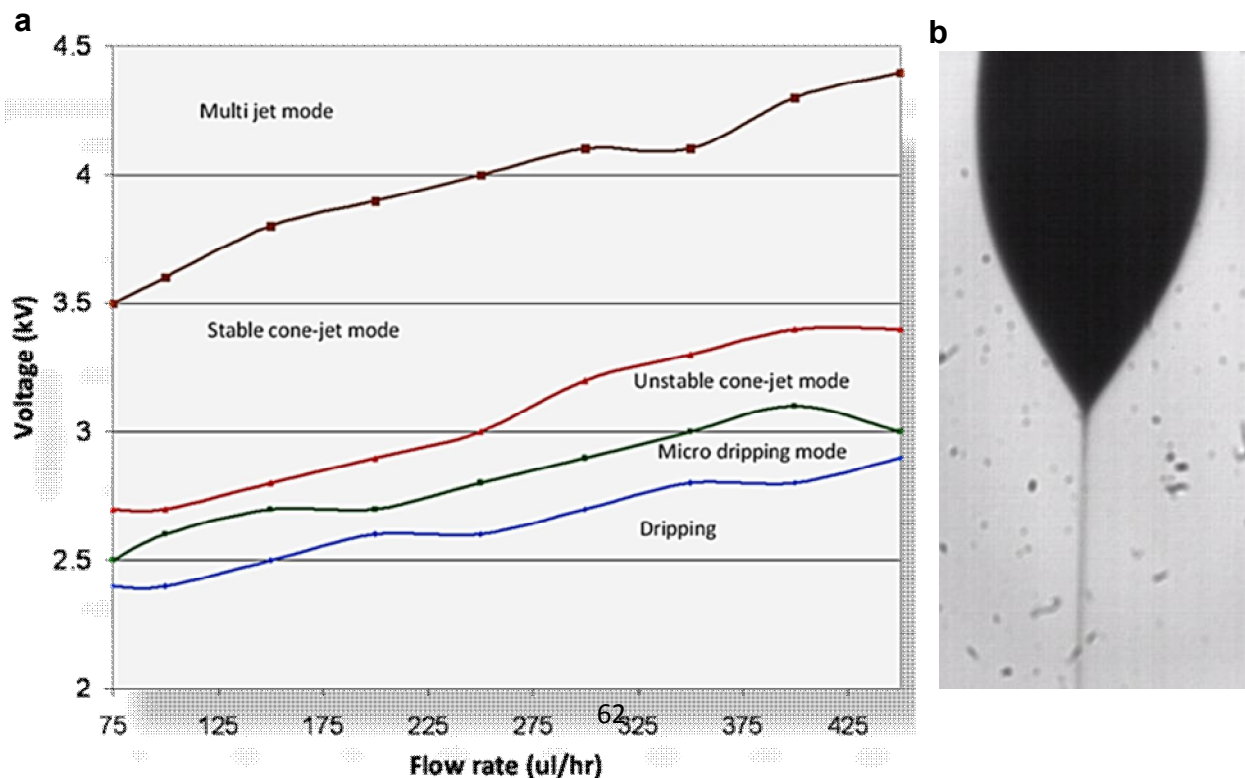 a
b
4.5
Multi jet mode
4
3.5
Stable cone-jet mode
Unstable cone-jet mode
3
Micro dripping mode
Dripping
2.5
2
Voltage (kV)
75 125 175 225 275 325 375 425
62
Flow rate (ul/hr)